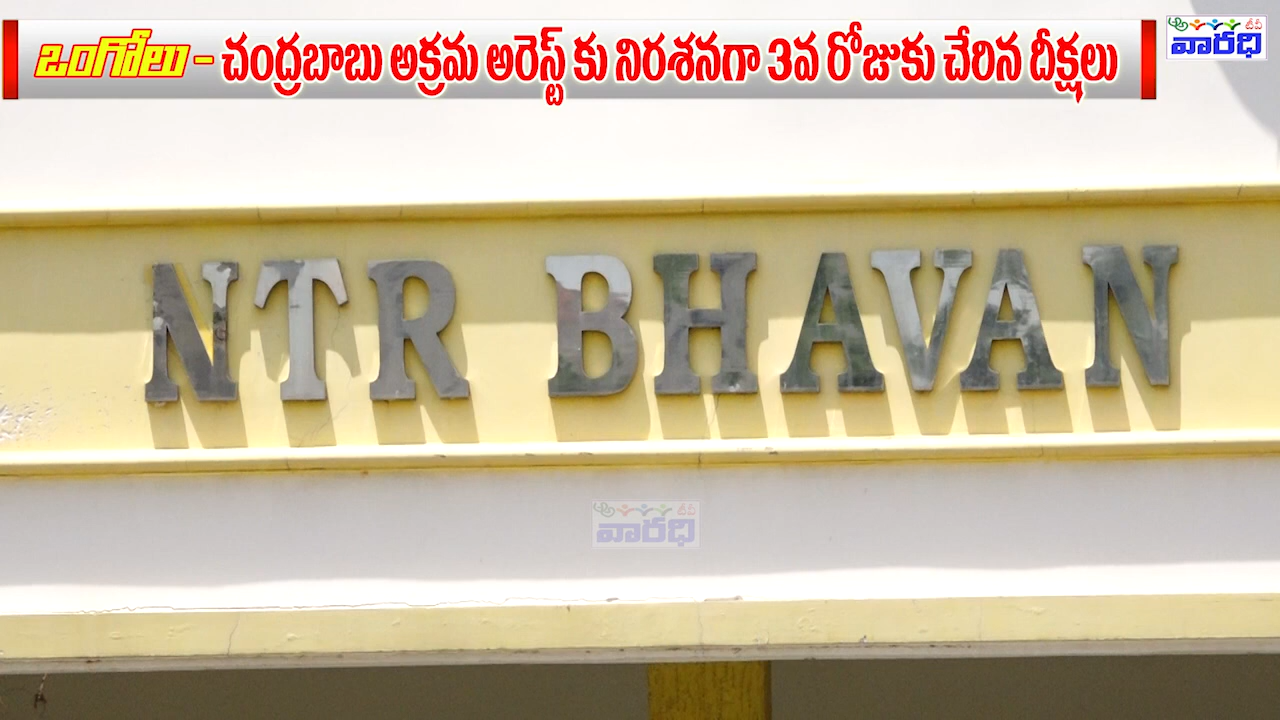 ఒంగోలు - చంద్రబాబు అక్రమ అరెస్ట్ కు నిరశనగా 3వ రోజుకు చేరిన దీక్షలు
టీవీ
వారధి
NTR BHAVAN
టీవీ
వారధి